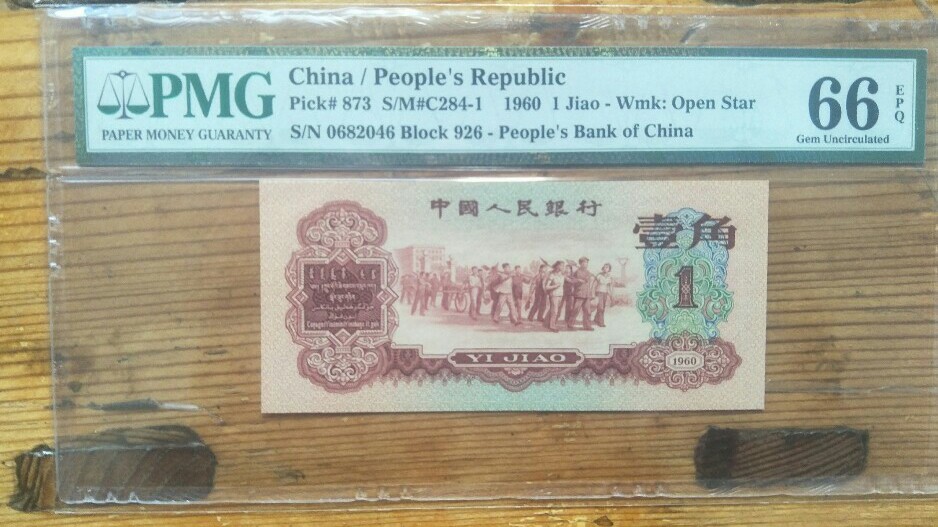 PMG
PAPER MONEY GUARANTY
China / People's Republic
Pick# 873 S/M#C284-1 1960 1 Jiao - Wmk: Open Star
S/N 0682046 Block 926 - People's Bank of China
66
EPQ
Gem Uncirculated
中國人民銀行
壹角
1
YI JIAO
1960